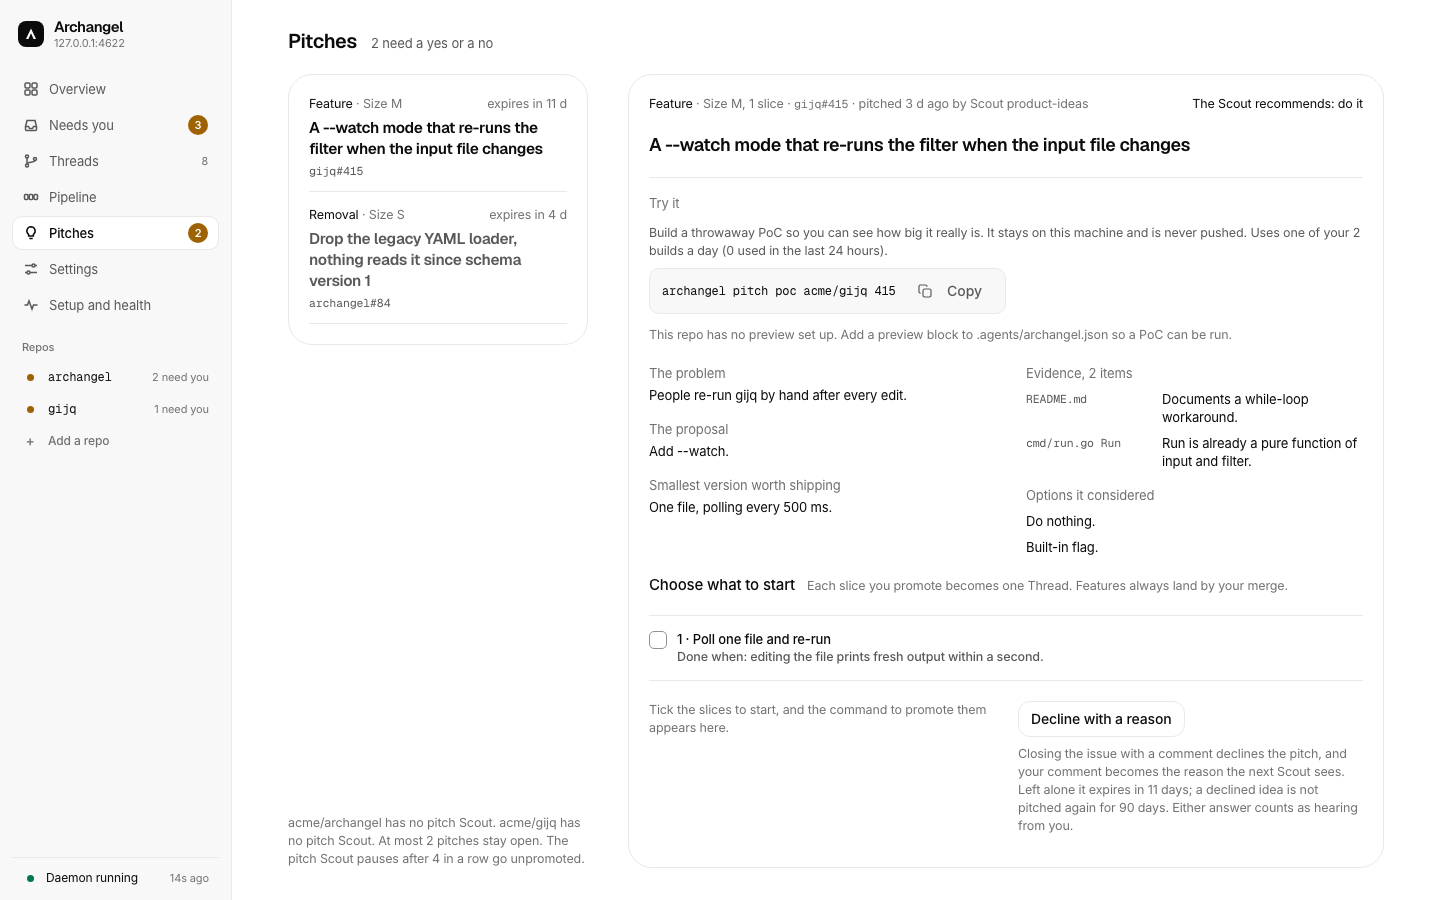 Archangel
127.0.0.1:4622
Overview
Needs you 3
Threads 8
Pipeline
Pitches 2
Settings
Setup and health
Repos
archangel 2 need you
gijq 1 need you
+ Add a repo
Daemon running 14s ago
Pitches 2 need a yes or a no
Feature · Size M expires in 11 d
A --watch mode that re-runs the
filter when the input file changes
gijq#415
Removal · Size S expires in 4 d
Drop the legacy YAML loader,
nothing reads it since schema
version 1
archangel#84
acme/archangel has no pitch Scout. acme/gijq has
no pitch Scout. At most 2 pitches stay open. The
pitch Scout pauses after 4 in a row go unpromoted.
Feature · Size M, 1 slice · gijq#415 · pitched 3 d ago by Scout product-ideas The Scout recommends: do it
A --watch mode that re-runs the filter when the input file changes
Try it
Build a throwaway PoC so you can see how big it really is. It stays on this machine and is never pushed. Uses one of your 2
builds a day (0 used in the last 24 hours).
archangel pitch poc acme/gijq 415 Copy
This repo has no preview set up. Add a preview block to .agents/archangel.json so a PoC can be run.
The problem
People re-run gijq by hand after every edit.
The proposal
Add --watch.
Smallest version worth shipping
One file, polling every 500 ms.
Evidence, 2 items
README.md Documents a while-loop
workaround.
cmd/run.go Run Run is already a pure function of
input and filter.
Options it considered
Do nothing.
Built-in flag.
Choose what to start Each slice you promote becomes one Thread. Features always land by your merge.
1 · Poll one file and re-run
Done when: editing the file prints fresh output within a second.
Tick the slices to start, and the command to promote them
appears here.
Decline with a reason
Closing the issue with a comment declines the pitch, and
your comment becomes the reason the next Scout sees.
Left alone it expires in 11 days; a declined idea is not
pitched again for 90 days. Either answer counts as hearing
from you.